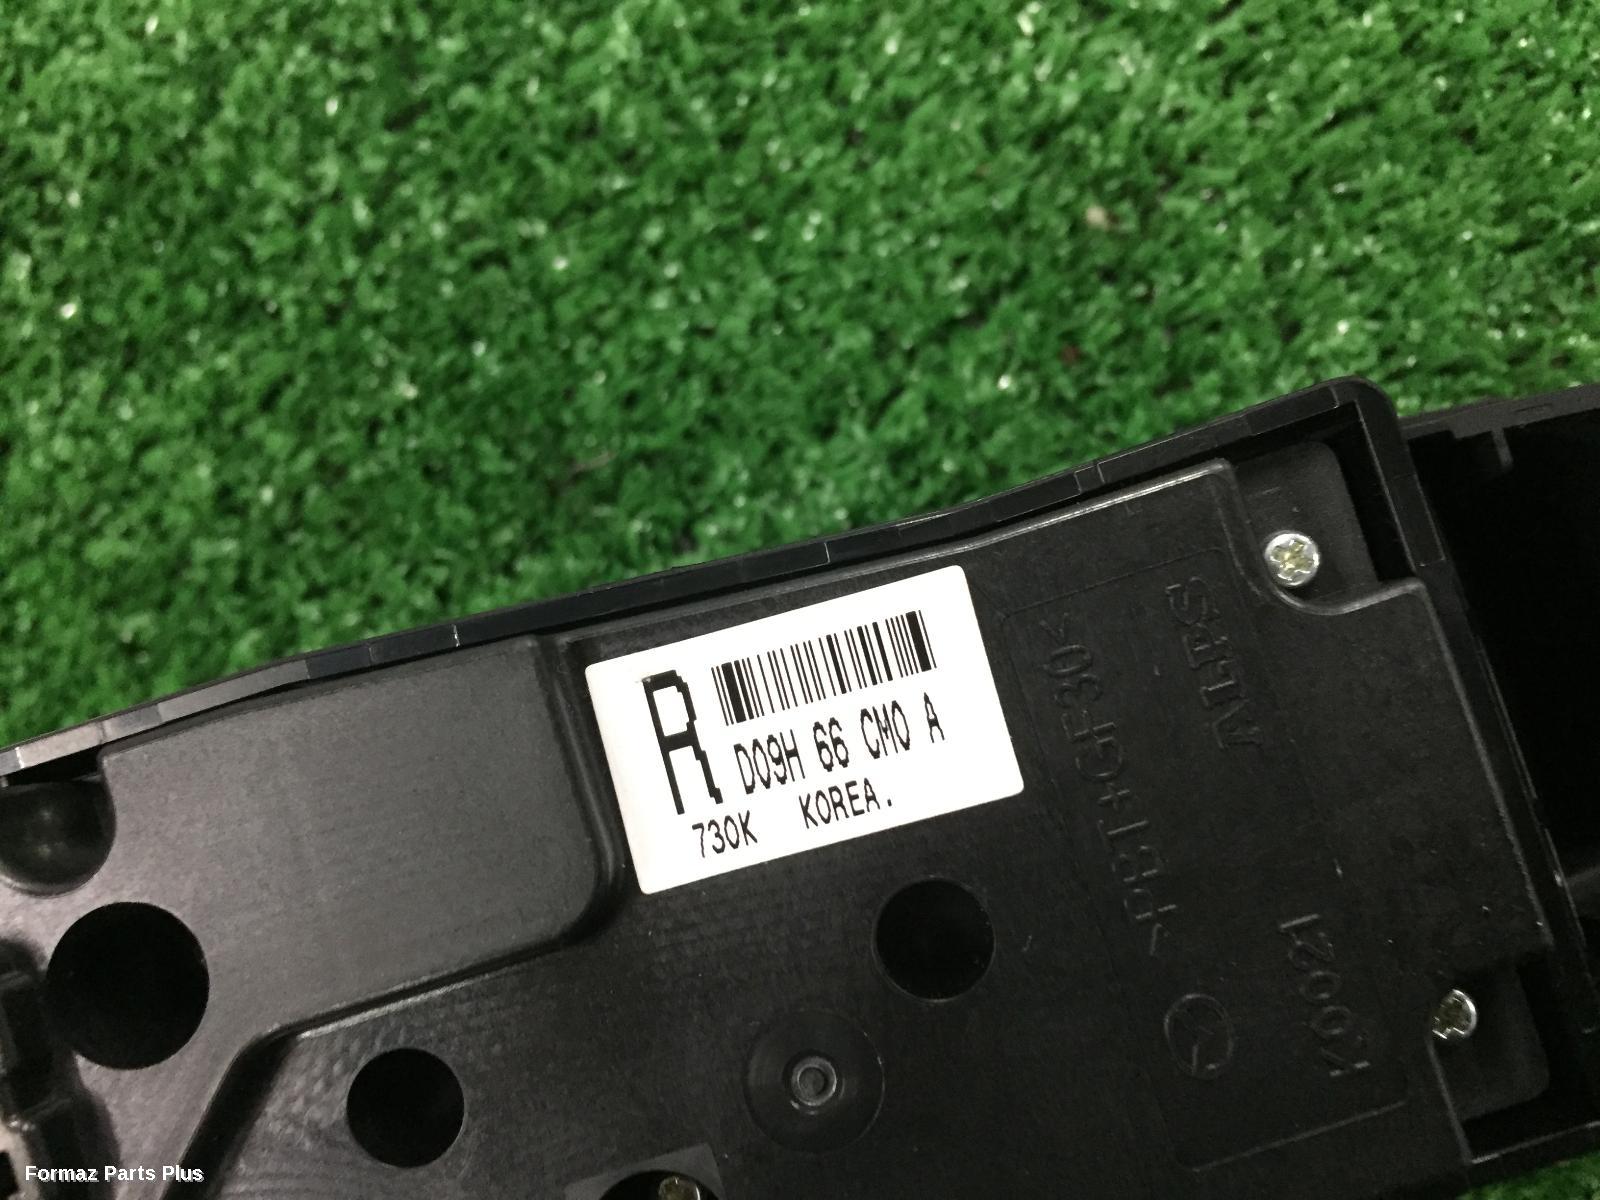 R
D09H 66 CM0 A
730K KOREA.
ALPS
>PBT+GF30<
K0021
Formaz Parts Plus